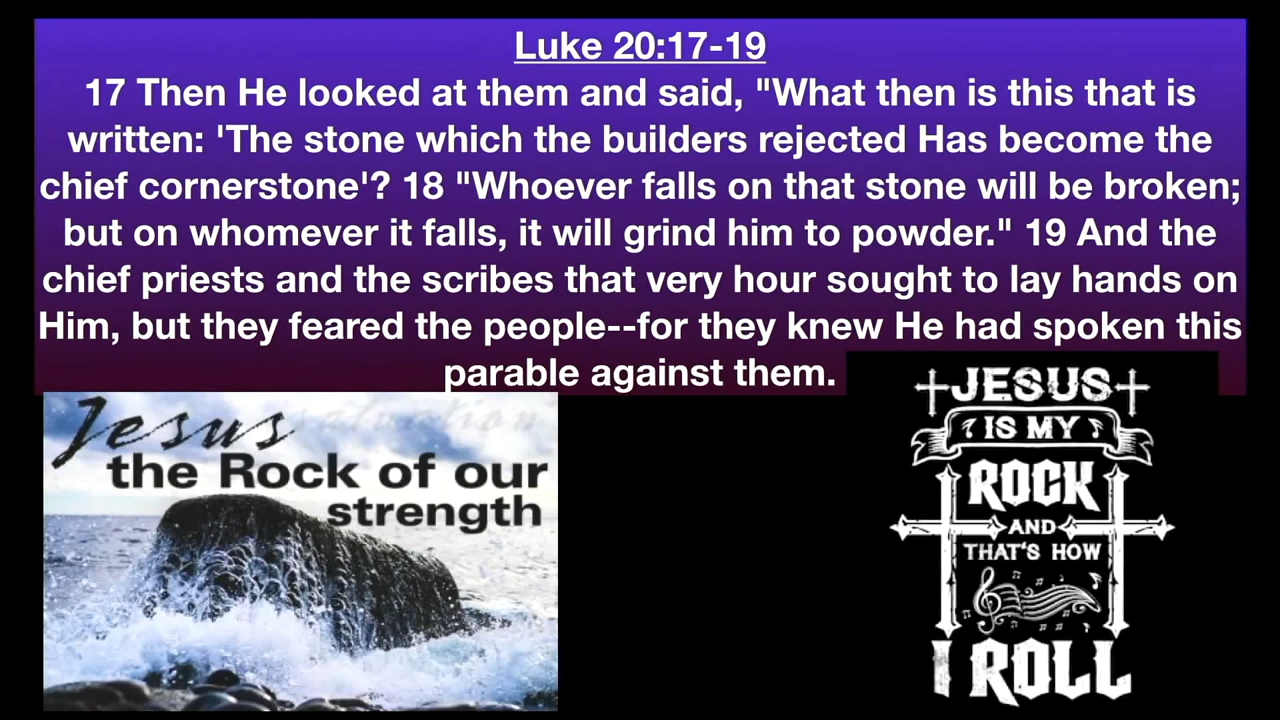 Luke 20:17-19
17 Then He looked at them and said, "What then is this that is
written: 'The stone which the builders rejected Has become the
chief cornerstone'? 18 "Whoever falls on that stone will be broken;
but on whomever it falls, it will grind him to powder." 19 And the
chief priests and the scribes that very hour sought to lay hands on
Him, but they feared the people--for they knew He had spoken this
parable against them.
Jesus
the Rock of our
strength
JESUS
IS MY
ROCK
AND
THAT'S HOW
I ROLL